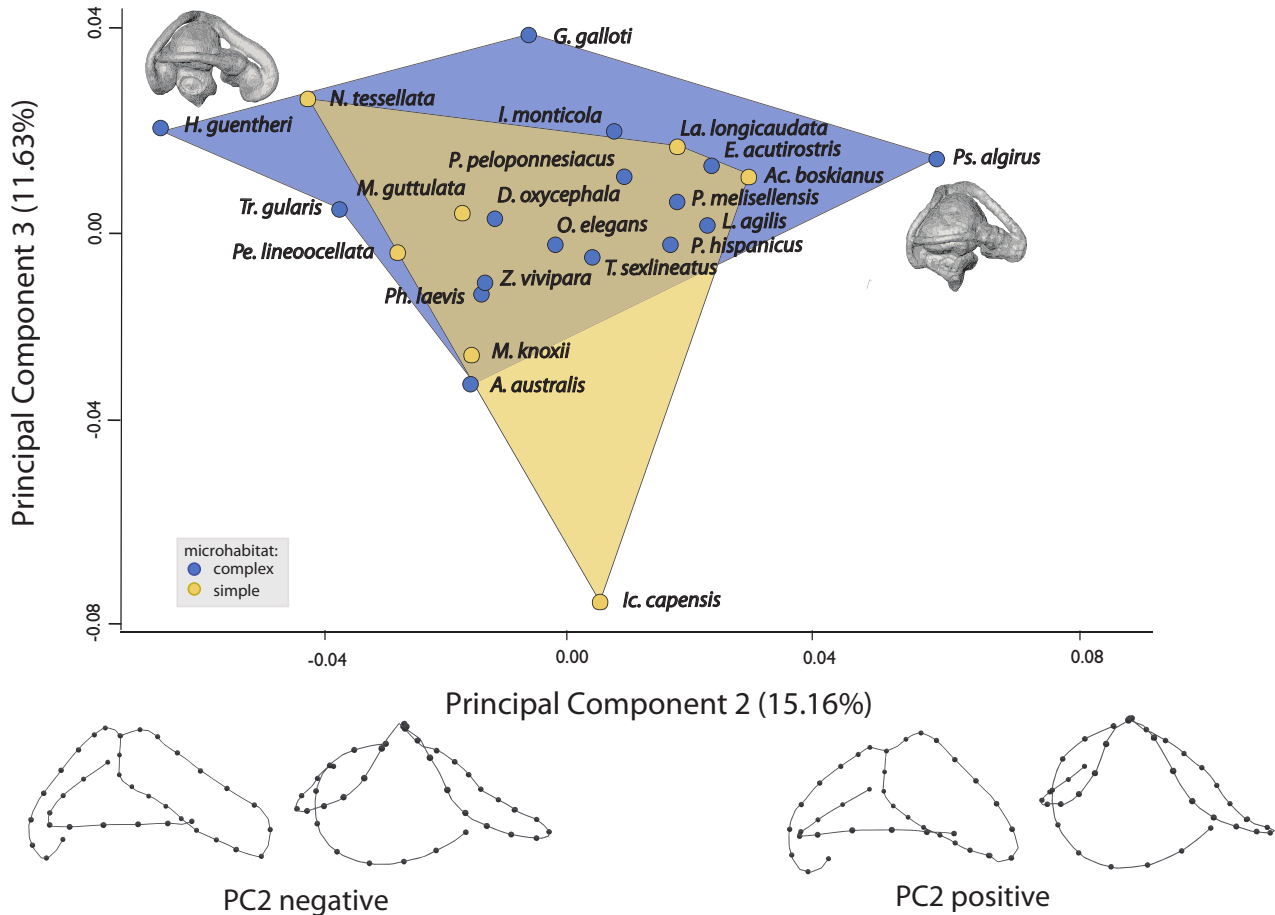 0.04
G. galloti
N. tessellata
I. monticola
La. longicaudata
H. guentheri
E. acutirostris
P. peloponnesiacus
Ps. algirus
Ac. boskianus
M. guttulata
D. oxycephala
P. melisellensis
Tr. gularis
O. elegans
L. agilis
0.00
Pe. lineoocellata
P. hispanicus
T. sexlineatus
Z. vivipara
Ph. laevis
M. knoxii
A. australis
-0.04
Principal Component 3 (11.63%)
microhabitat:
complex
simple
Ic. capensis
-0.08
-0.04
0.00
0.04
0.08
Principal Component 2 (15.16%)
PC2 negative
PC2 positive